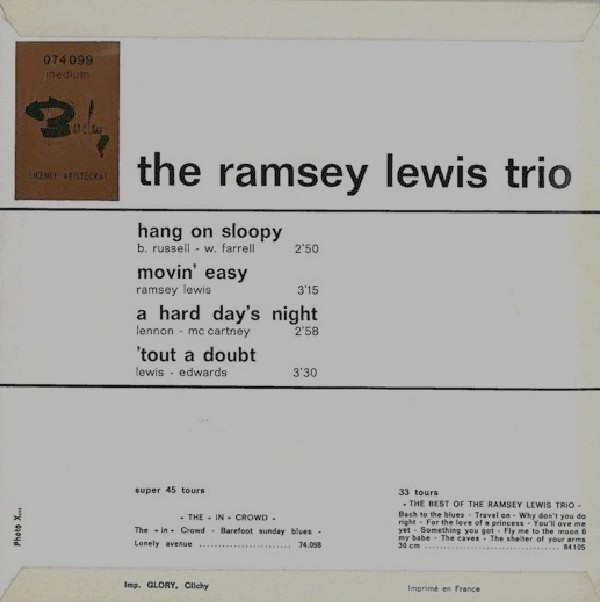 074 099
medium
Barclay
LICENCE ARISTOCRAT
the ramsey lewis trio
hang on sloopy
b. russell - w. farrell 2'50
movin' easy
ramsey lewis 3'15
a hard day's night
lennon - mc cartney 2'58
'tout a doubt
lewis - edwards 3'30
super 45 tours
- THE « IN » CROWD -
The « in » Crowd - Barefoot sunday blues -
Lonely avenue ........................ 74.098
33 tours
- THE BEST OF THE RAMSEY LEWIS TRIO -
Bach to the blues - Travel on - Why don't you do
right - For the love of a princess - You'll ove me
yet - Something you got - Fly me to the moon &
my babe - The caves - The shelter of your arms
30 cm ........................ 84105
Photo X...
Imp. GLORY, Clichy
Imprimé en France